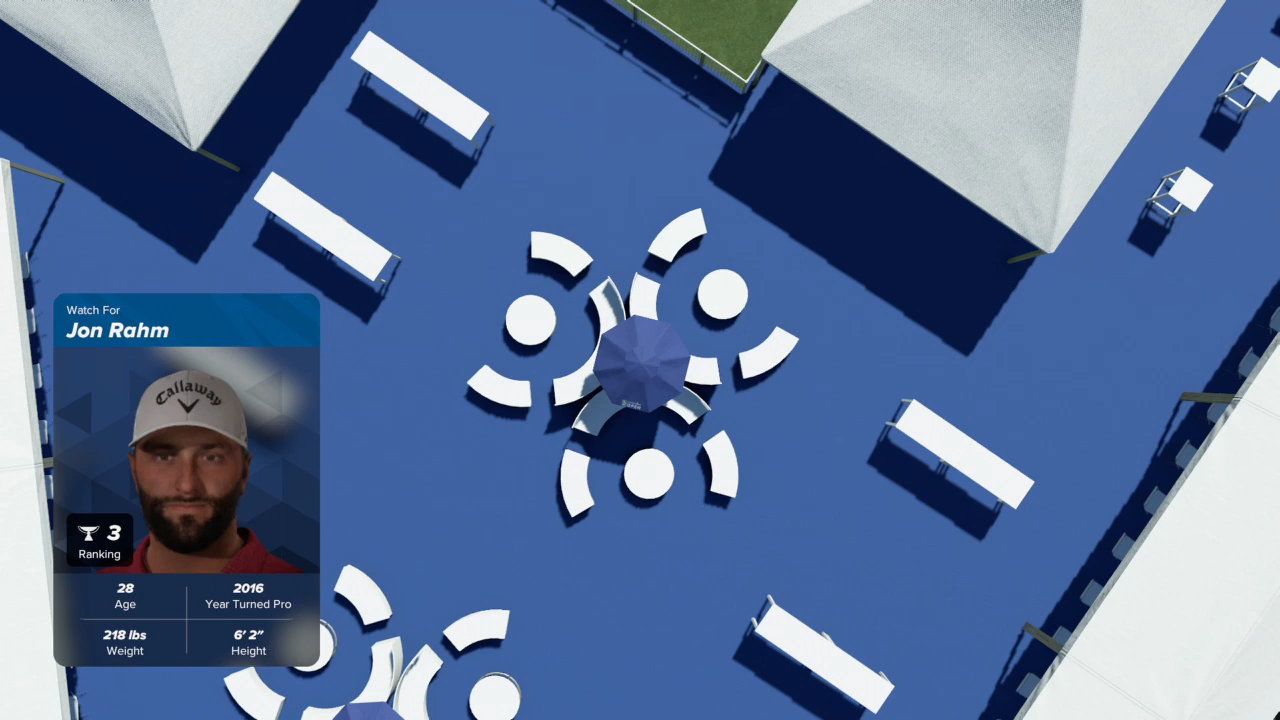 Watch For
Jon Rahm
Callaway
3
Ranking
28
Age
2016
Year Turned Pro
218 lbs
Weight
6' 2"
Height